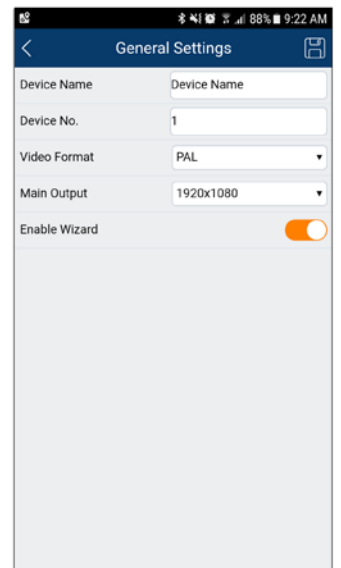 88% 9:22 AM
General Settings
Device Name Device Name
Device No. 1
Video Format PAL
Main Output 1920x1080
Enable Wizard